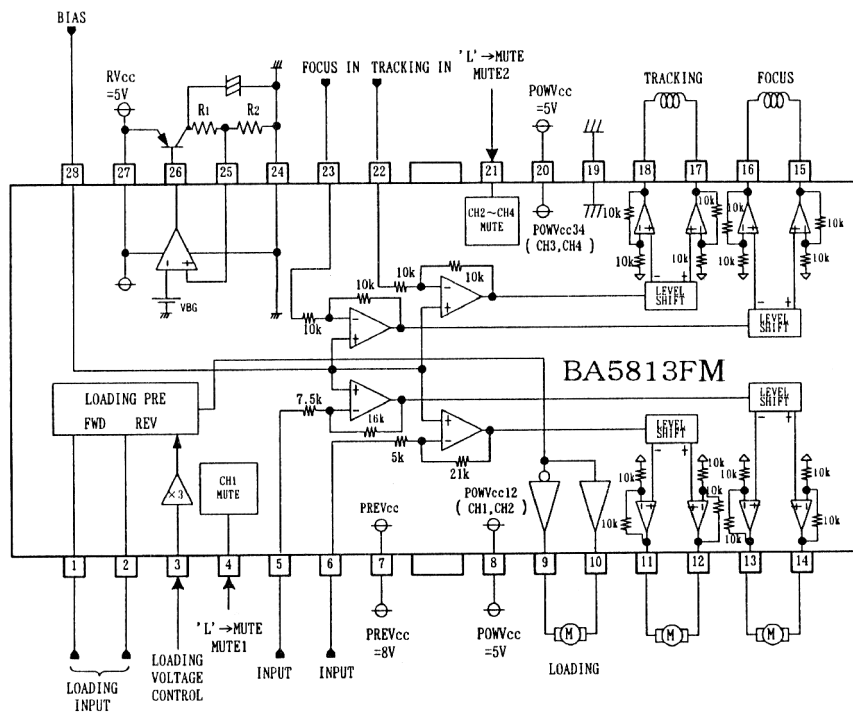 BIAS
RVcc
=5V
R1
R2
FOCUS IN
TRACKING IN
'L'→MUTE
MUTE2
POWVcc
=5V
TRACKING
FOCUS
28
27
26
25
24
23
22
21
20
19
18
17
16
15
CH2~CH4
MUTE
POWVcc34
( CH3,CH4 )
10k
10k
10k
10k
10k
10k
10k
10k
VBG
10k
10k
10k
10k
- +
LEVEL
SHIFT
- +
LEVEL
SHIFT
BA5813FM
LOADING PRE
FWD
REV
×3
CH1
MUTE
7.5k
16k
5k
21k
LEVEL
SHIFT
- +
LEVEL
SHIFT
- +
10k
10k
10k
10k
10k
10k
10k
10k
PREVcc
POWVcc12
( CH1,CH2 )
1
2
3
4
5
6
7
8
9
10
11
12
13
14
LOADING
INPUT
LOADING
VOLTAGE
CONTROL
'L'→MUTE
MUTE1
INPUT
INPUT
PREVcc
=8V
POWVcc
=5V
M
LOADING
M
M